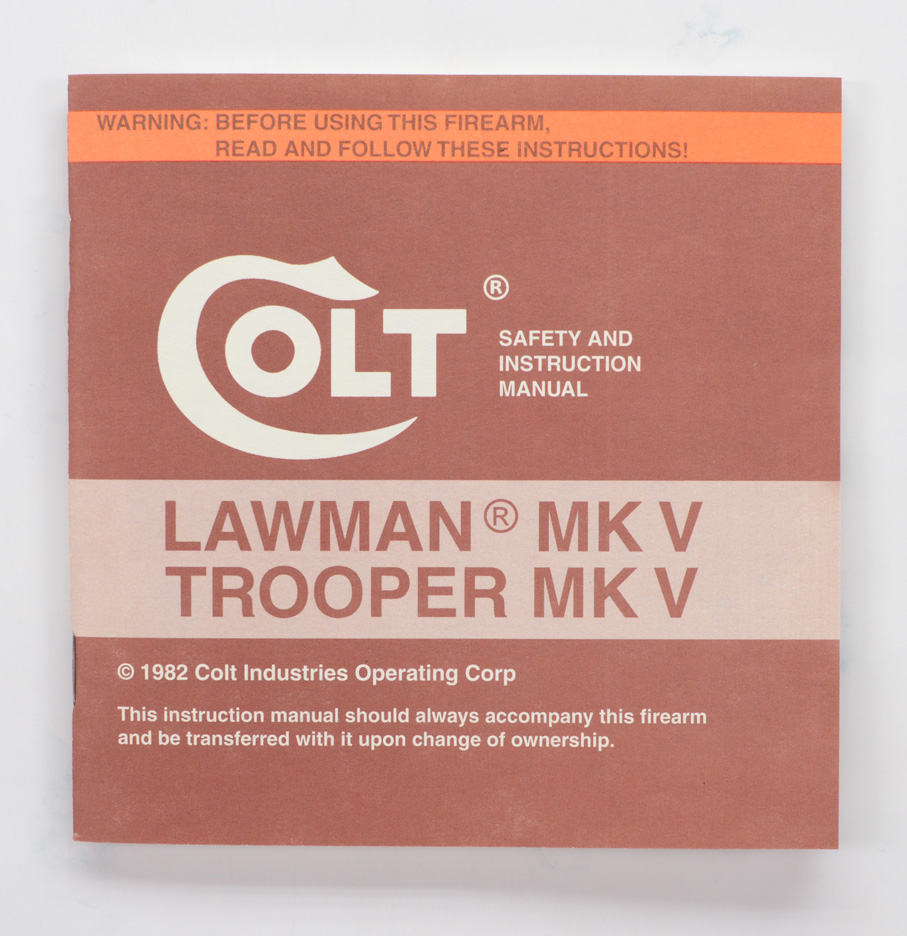 WARNING: BEFORE USING THIS FIREARM,
READ AND FOLLOW THESE INSTRUCTIONS!
COLT®
SAFETY AND
INSTRUCTION
MANUAL
LAWMAN® MK V
TROOPER MK V
© 1982 Colt Industries Operating Corp
This instruction manual should always accompany this firearm
and be transferred with it upon change of ownership.